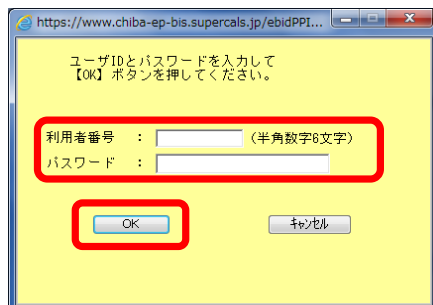 https://www.chiba-ep-bis.supercals.jp/ebidPPI...
ユーザIDとパスワードを入力して
【OK】ボタンを押してください。
利用者番号 : (半角数字6文字)
パスワード :
OK ｷｬﾝｾﾙ